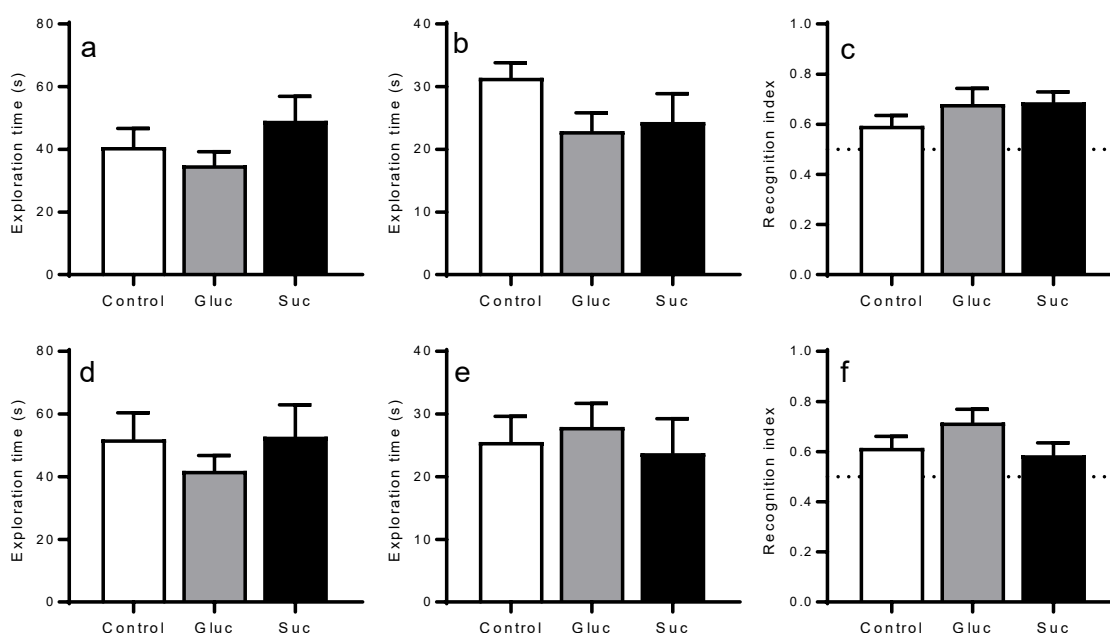 a
Exploration time (s)
80
60
40
20
0
Control Gluc Suc
b
Exploration time (s)
40
30
20
10
0
Control Gluc Suc
c
Recognition index
1.0
0.8
0.6
0.4
0.2
0.0
Control Gluc Suc
d
Exploration time (s)
80
60
40
20
0
Control Gluc Suc
e
Exploration time (s)
40
30
20
10
0
Control Gluc Suc
f
Recognition index
1.0
0.8
0.6
0.4
0.2
0.0
Control Gluc Suc